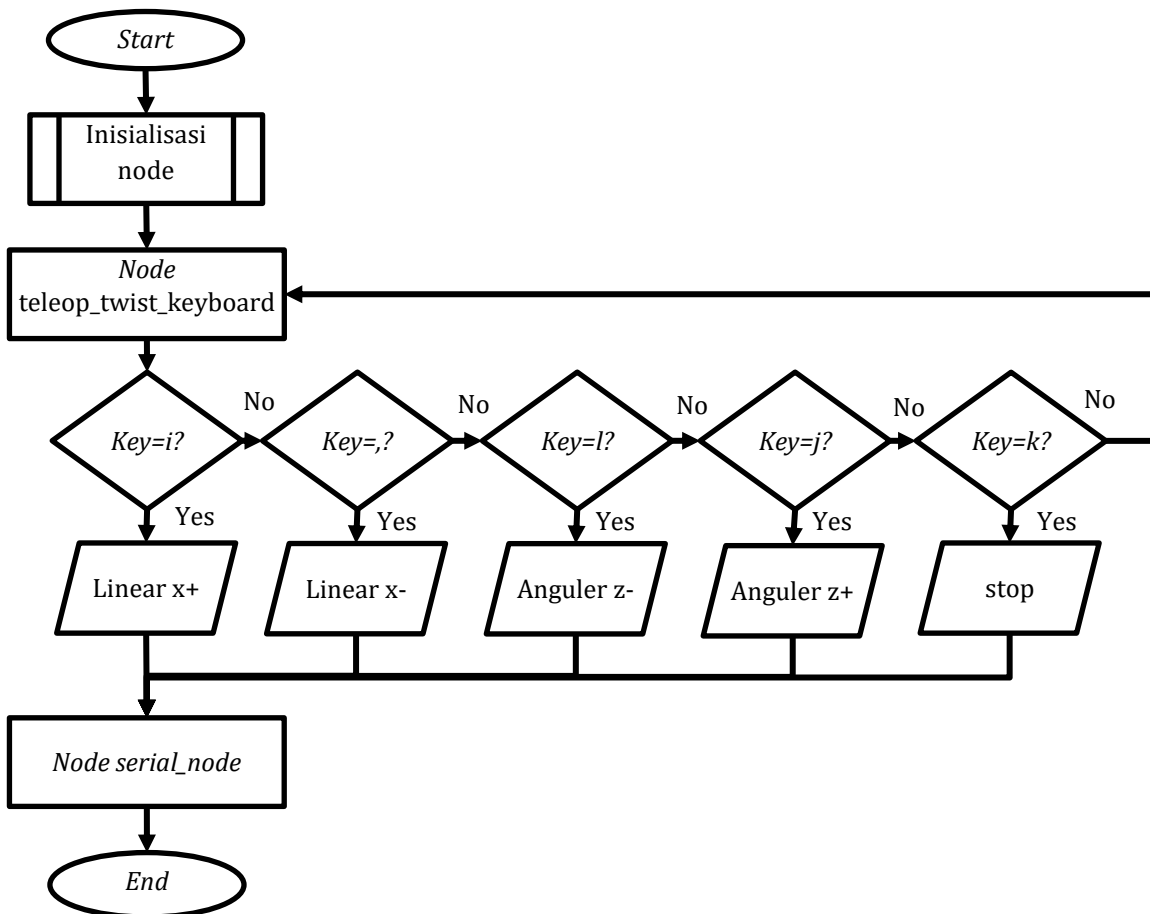 Start
Inisialisasi
node
Node
teleop_twist_keyboard
No
No
No
No
No
Key=i?
Key=,?
Key=l?
Key=j?
Key=k?
Yes
Yes
Yes
Yes
Yes
Linear x+
Linear x-
Anguler z-
Anguler z+
stop
Node serial_node
End